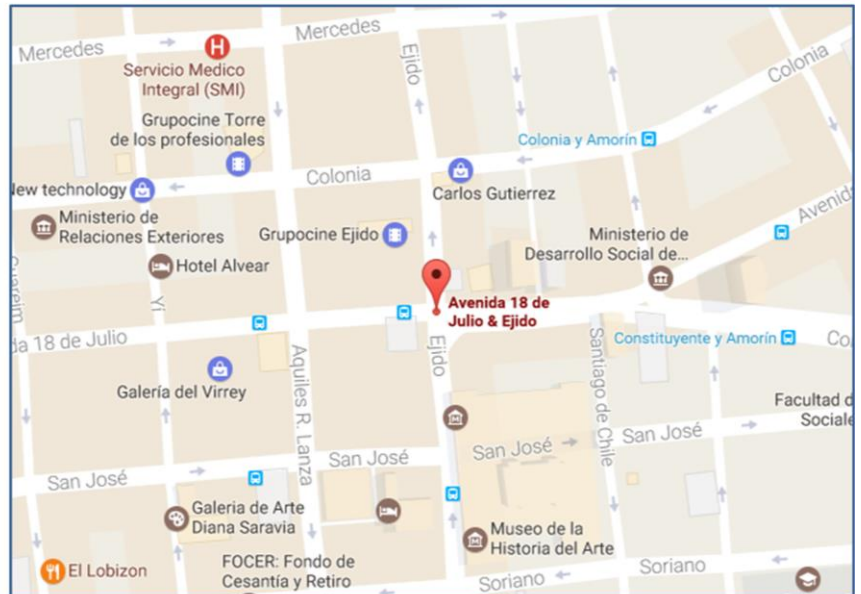 Mercedes
Mercedes
Servicio Medico
Integral (SMI)
Ejido
Colonia
Grupocine Torre
de los profesionales
Colonia y Amorín
New technology
Colonia
Carlos Gutierrez
Ministerio de
Relaciones Exteriores
Grupocine Ejido
Ministerio de
Desarrollo Social de...
Avenid
Hotel Alvear
Cuareim
Yí
Avenida 18 de
Julio & Ejido
da 18 de Julio
Ejido
Constituyente y Amorín
Co
Galería del Virrey
Aquiles R. Lanza
Santiago de Chile
Facultad d
Sociale
San José
San José
San José
San José
Galeria de Arte
Diana Saravia
Museo de la
Historia del Arte
El Lobizon
FOCER: Fondo de
Cesantía y Retiro
Soriano
Soriano